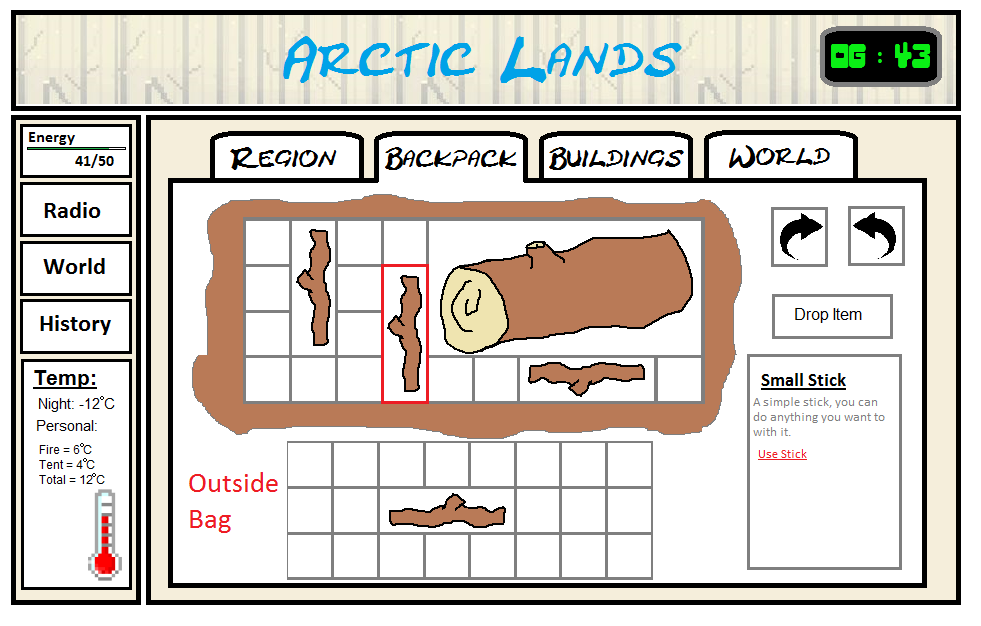 Arctic Lands
06 : 43
Energy
41/50
Radio
World
History
Temp:
Night: -12°C
Personal:
Fire = 6°C
Tent = 4°C
Total = 12°C
Region
Backpack
Buildings
World
Drop Item
Small Stick
A simple stick, you can
do anything you want to
with it.
Use Stick
Outside
Bag